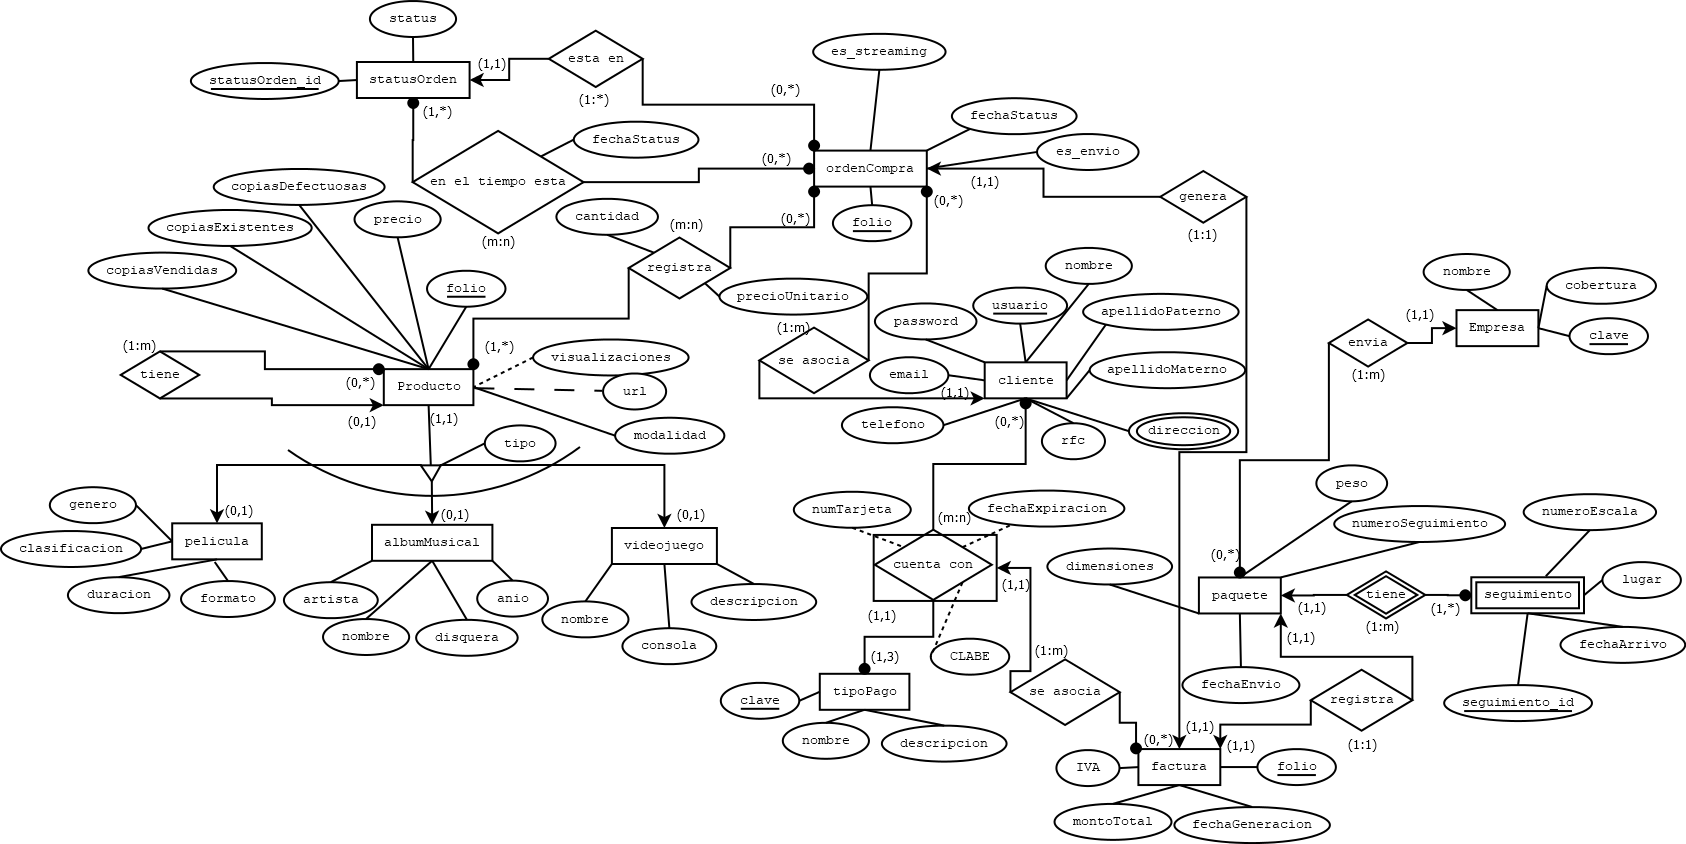 status
es_streaming
(1,1)
esta en
statusOrden_id
statusOrden
(0,*)
(1:*)
(1,*)
fechaStatus
fechaStatus
es_envio
(0,*)
ordenCompra
en el tiempo esta
(1,1)
copiasDefectuosas
genera
(0,*)
cantidad
precio
(0,*)
folio
copiasExistentes
(m:n)
(1:1)
(m:n)
copiasVendidas
registra
nombre
nombre
cobertura
folio
precioUnitario
usuario
apellidoPaterno
(1,1)
password
(1:m)
Empresa
clave
(1:m)
(1,*)
envia
visualizaciones
se asocia
tiene
(0,*)
Producto
url
email
cliente
apellidoMaterno
(1:m)
(1,1)
(0,1)
(1,1)
telefono
(0,*)
direccion
modalidad
tipo
rfc
peso
genero
(0,1)
(0,1)
(0,1)
numTarjeta
(m:n)
fechaExpiracion
numeroSeguimiento
numeroEscala
pelicula
albumMusical
videojuego
clasificacion
(0,*)
cuenta con
dimensiones
(1,1)
paquete
(1,1)
tiene
(1,*)
seguimiento
lugar
duracion
formato
artista
anio
nombre
descripcion
(1,1)
(1:m)
nombre
disquera
consola
(1,3)
CLABE
(1:m)
(1,1)
fechaArrivo
fechaEnvio
clave
tipoPago
se asocia
registra
seguimiento_id
nombre
descripcion
(0,*)
(1,1)
(1,1)
(1:1)
IVA
factura
folio
montoTotal
fechaGeneracion